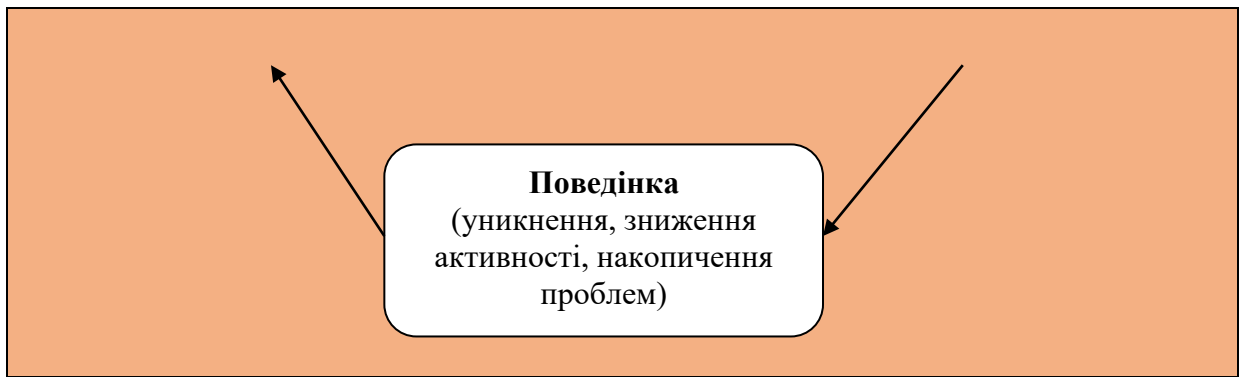 Поведінка
(уникнення, зниження
активності, накопичення
проблем)